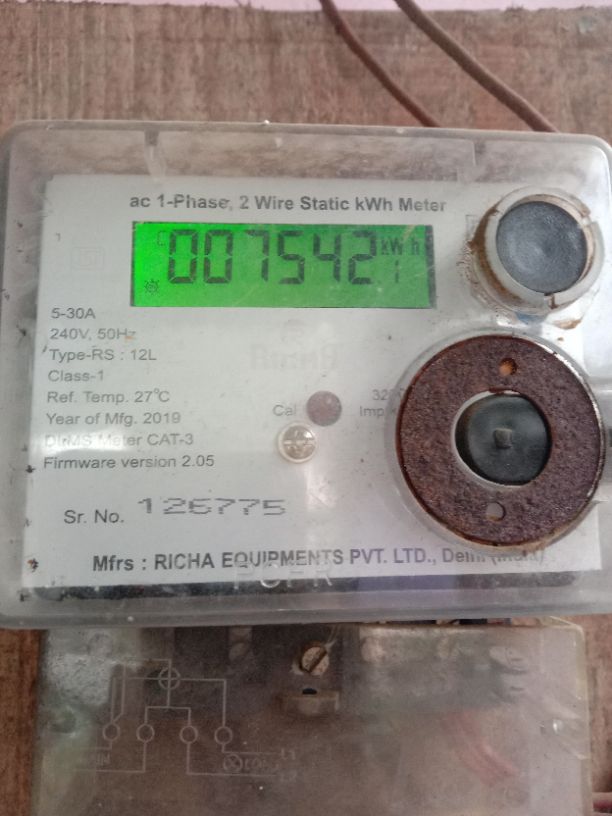 ac 1-Phase, 2 Wire Static kWh Meter
0075421 kWh
5-30A
240V, 50Hz
Type-RS : 12L
Class-1
Ref. Temp. 27°C
Cal
Year of Mfg. 2019
DLMS Meter CAT-3
Firmware version 2.05
Sr. No. 126775
Mfrs : RICHA EQUIPMENTS PVT. LTD., Delhi (India)